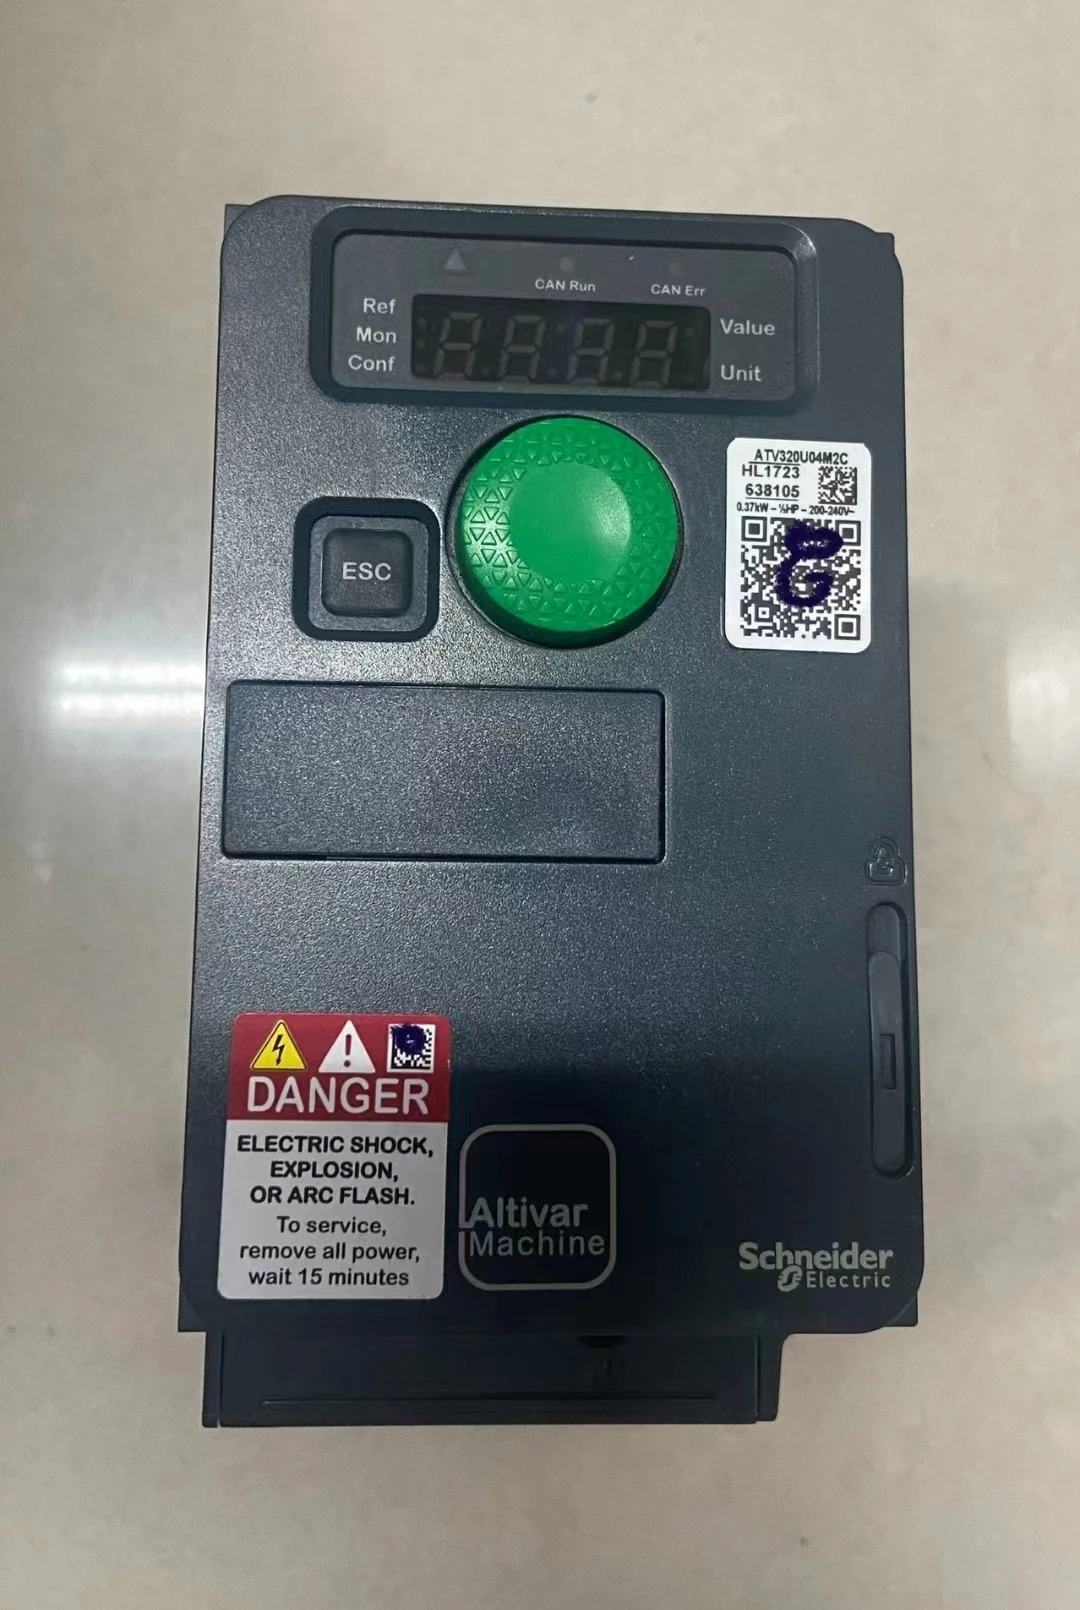 CAN Run
CAN Err
Ref
Mon
Conf
Value
Unit
ESC
ATV320U04M2C
HL1723
638105
0.37kW - ½HP - 200-240V~
DANGER
ELECTRIC SHOCK,
EXPLOSION,
OR ARC FLASH.
To service,
remove all power,
wait 15 minutes
Altivar
Machine
Schneider
Electric